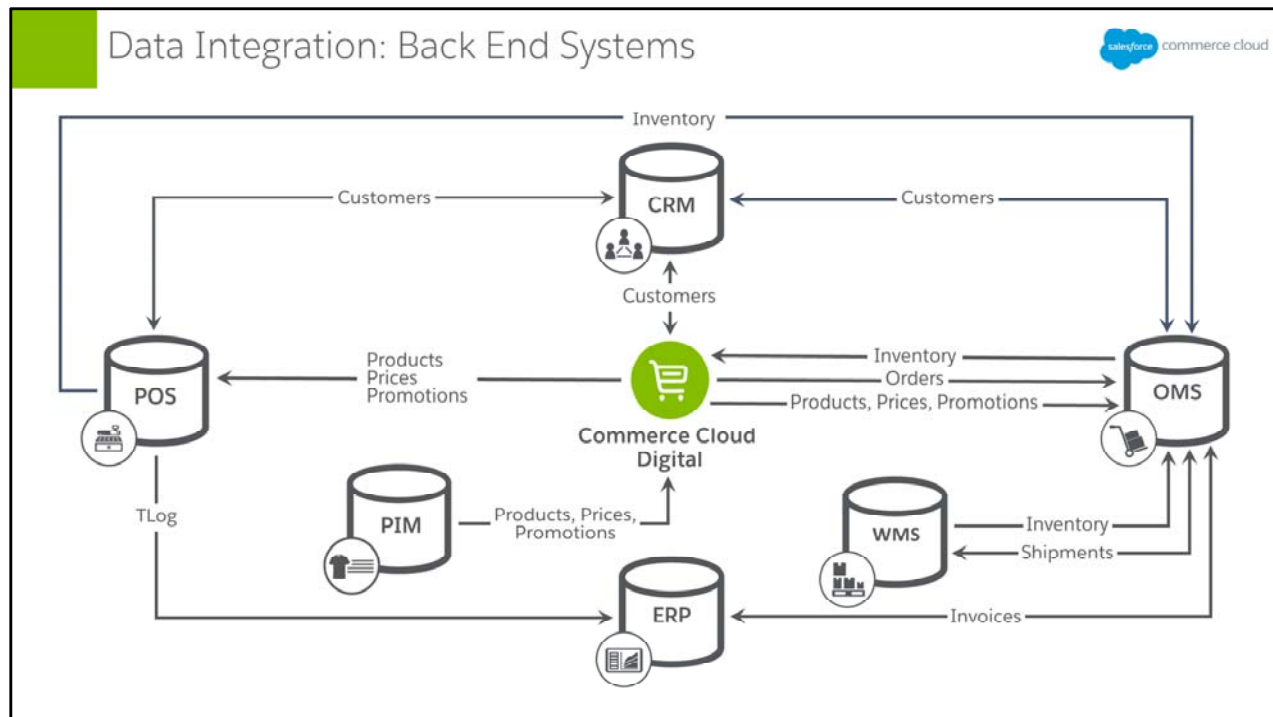 Data Integration: Back End Systems
salesforce commerce cloud
Inventory
Customers
CRM
Customers
Customers
Products
Prices
Promotions
Inventory
Orders
Products, Prices, Promotions
POS
OMS
Commerce Cloud
Digital
TLog
PIM
Products, Prices,
Promotions
WMS
Inventory
Shipments
ERP
Invoices